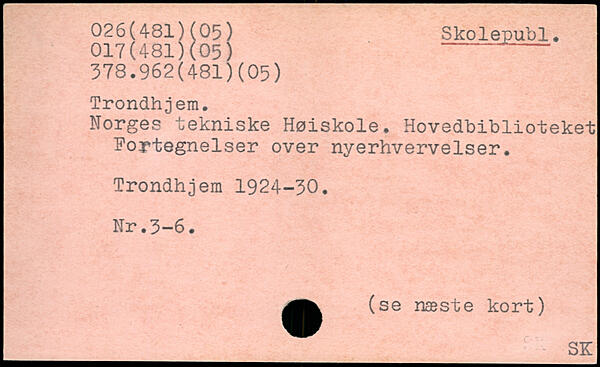 026(481)(05)
Skolepubl.
017(481)(05)
378.962(481)(05)
Trondhjem.
Norges tekniske Høiskole. Hovedbiblioteket
Fortegnelser over nyerhvervelser.
Trondhjem 1924-30.
Nr.3-6.
(se næste kort)
SK